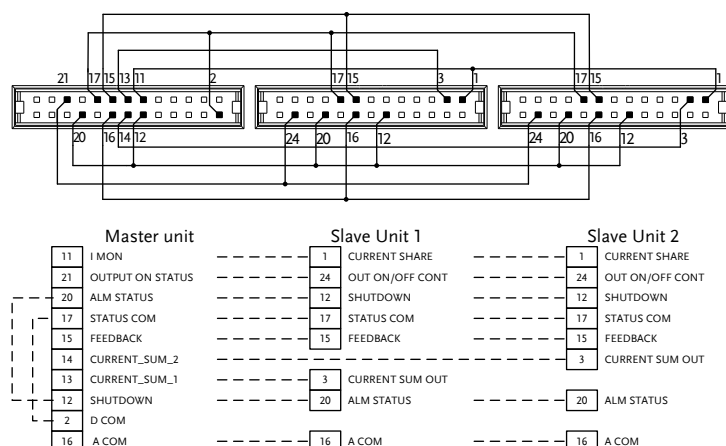 21 17 15 13 11 2 17 15 3 1 17 15 1
20 16 14 12 24 20 16 12 24 20 16 12 3
Master unit Slave Unit 1 Slave Unit 2
11 I MON 1 CURRENT SHARE 1 CURRENT SHARE
21 OUTPUT ON STATUS 24 OUT ON/OFF CONT 24 OUT ON/OFF CONT
20 ALM STATUS 12 SHUTDOWN 12 SHUTDOWN
17 STATUS COM 17 STATUS COM 17 STATUS COM
15 FEEDBACK 15 FEEDBACK 15 FEEDBACK
14 CURRENT_SUM_2 3 CURRENT SUM OUT
13 CURRENT_SUM_1 3 CURRENT SUM OUT
12 SHUTDOWN 20 ALM STATUS 20 ALM STATUS
2 D COM
16 A COM 16 A COM 16 A COM